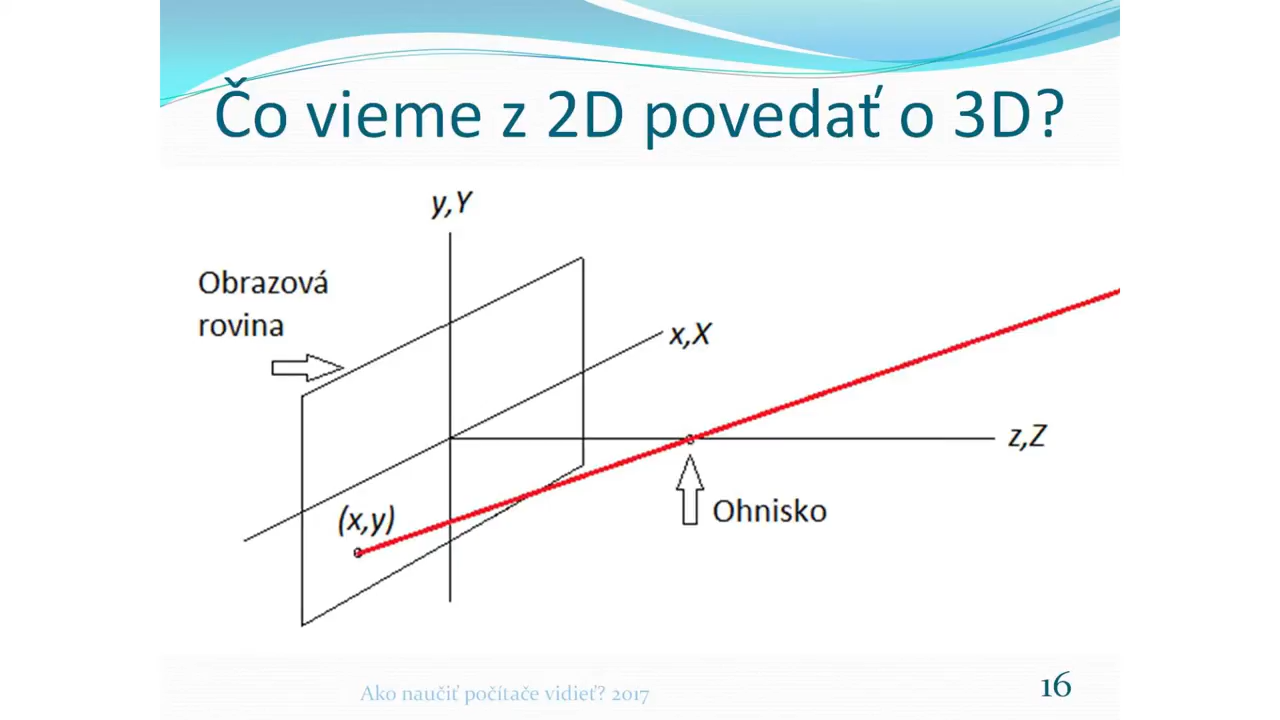 Čo vieme z 2D povedať o 3D?
y,Y
Obrazová
rovina
x,X
z,Z
(x,y)
Ohnisko
Ako naučiť počítače vidieť? 2017
16